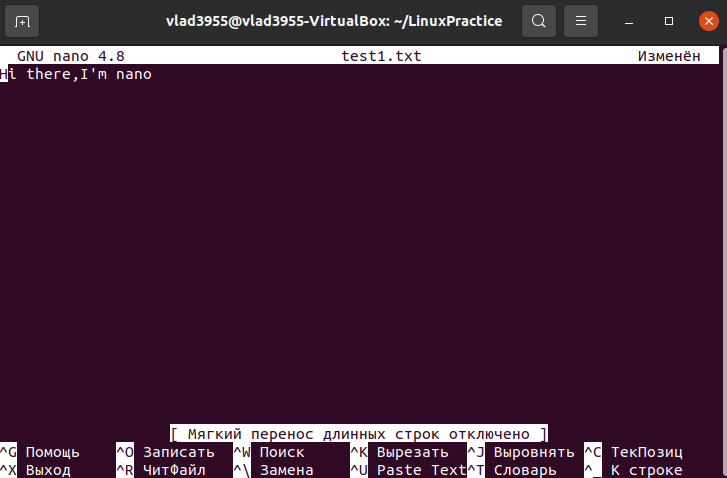 vlad3955@vlad3955-VirtualBox: ~/LinuxPractice
GNU nano 4.8 test1.txt Изменён
Hi there,I'm nano
[ Мягкий перенос длинных строк отключено ]
^G Помощь ^O Записать ^W Поиск ^K Вырезать ^J Выровнять ^C ТекПозиц
^X Выход ^R ЧитФайл ^\ Замена ^U Paste Text^T Словарь ^_ К строке